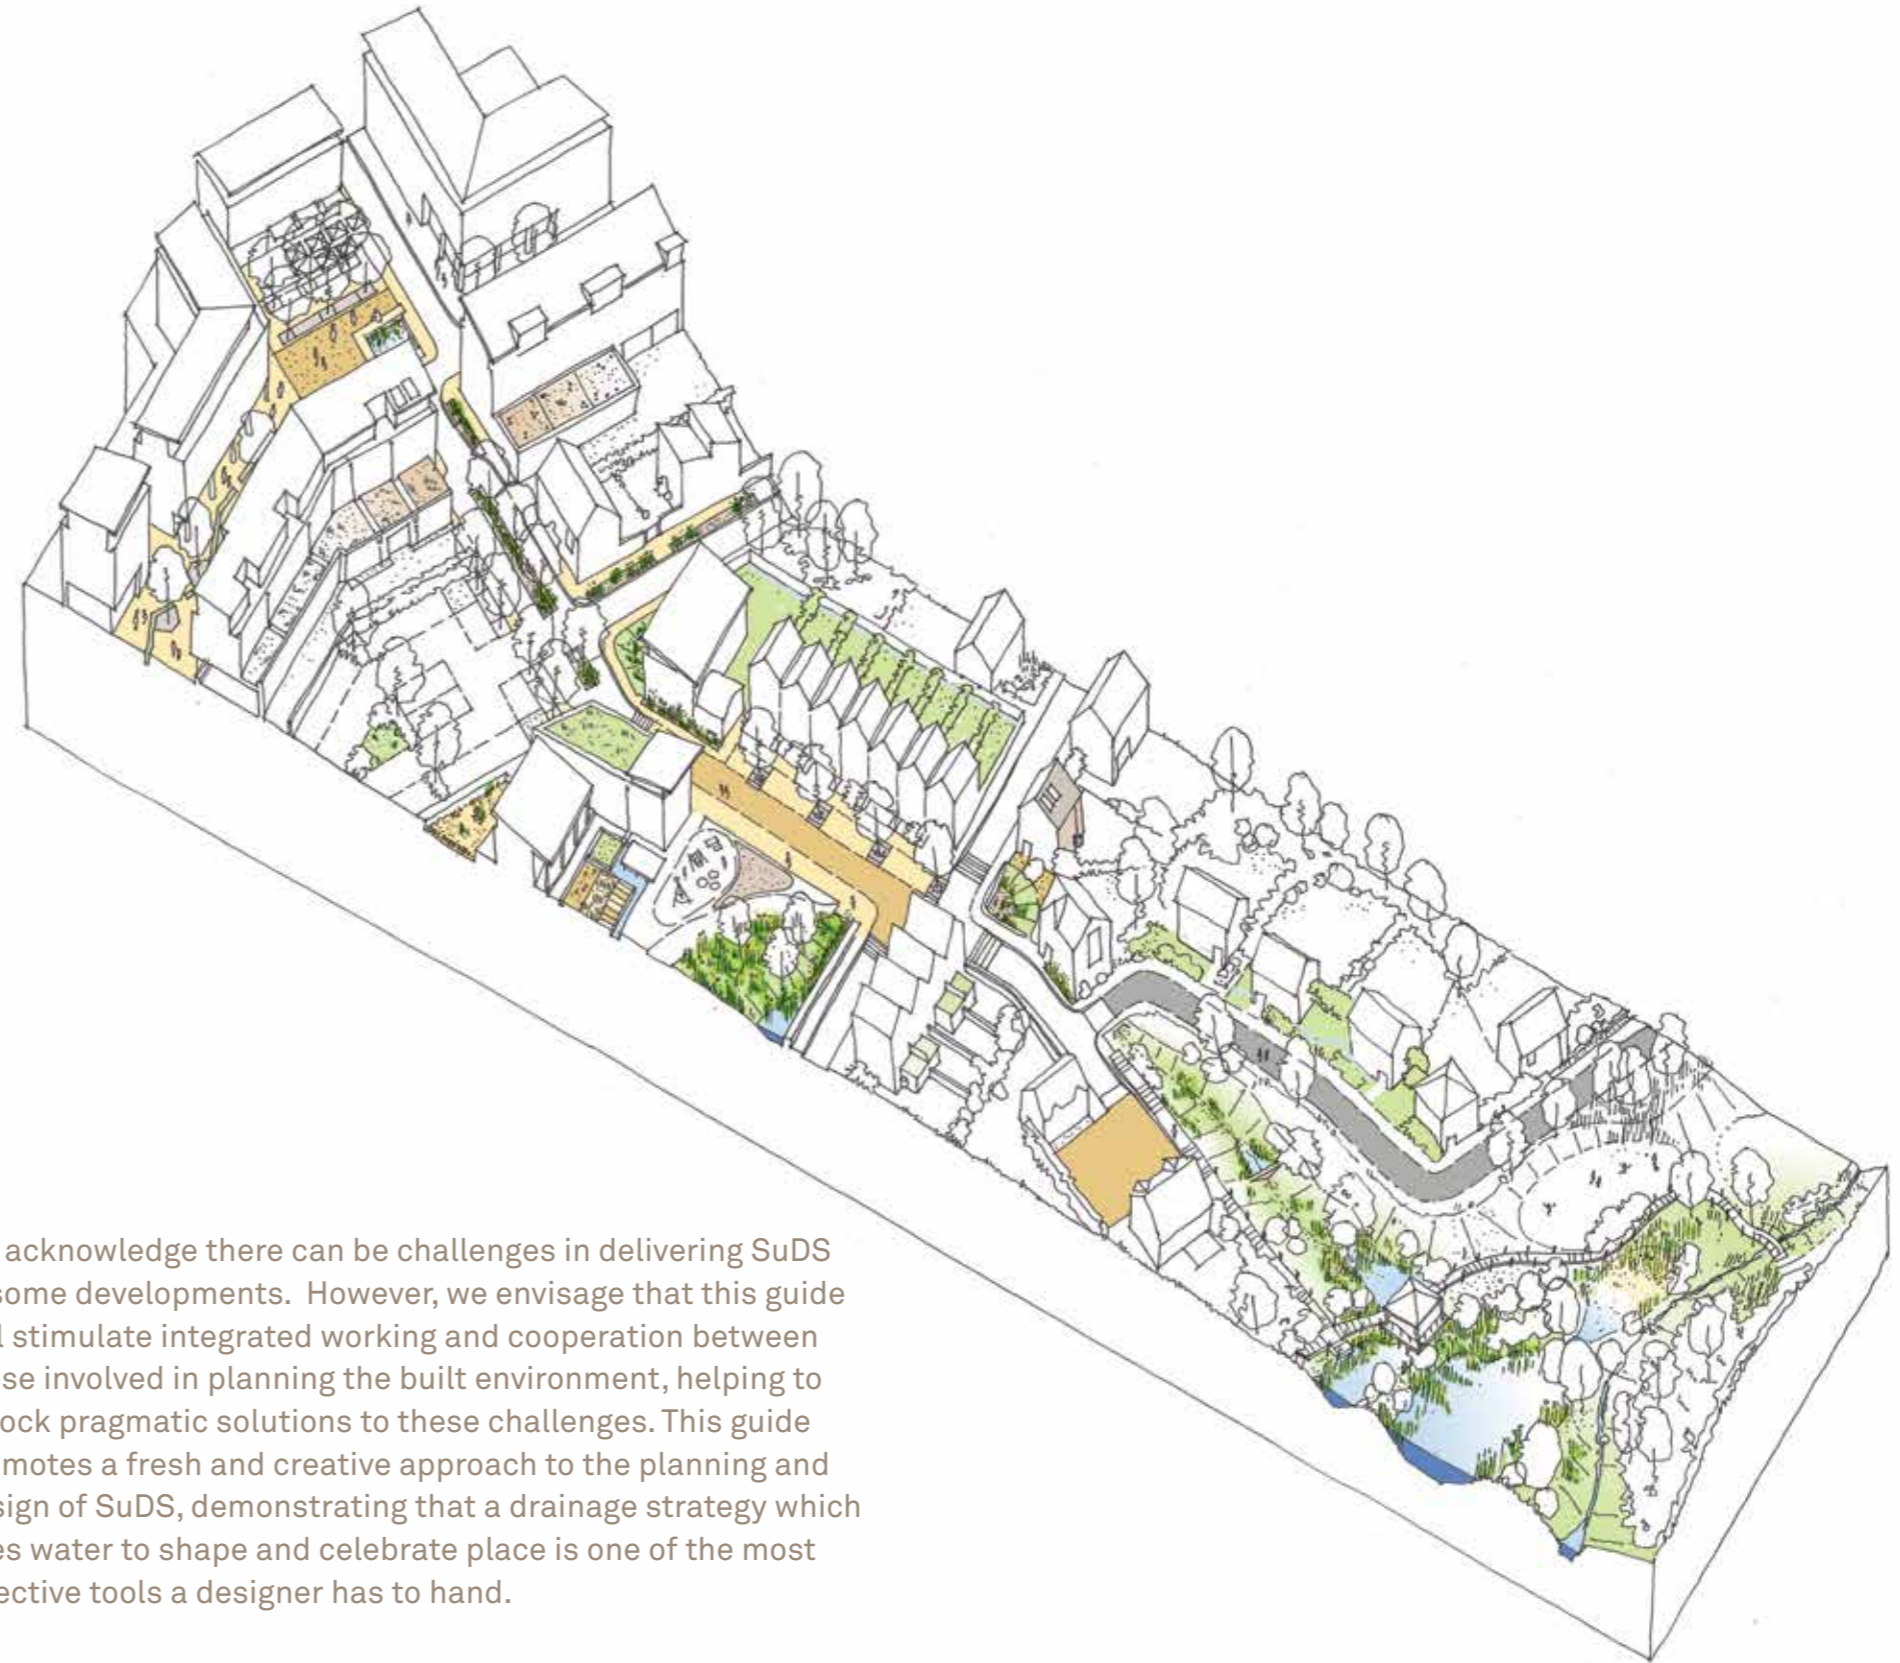 acknowledge there can be challenges in delivering SuDS
some developments. However, we envisage that this guide
l stimulate integrated working and cooperation between
se involved in planning the built environment, helping to
ock pragmatic solutions to these challenges. This guide
motes a fresh and creative approach to the planning and
sign of SuDS, demonstrating that a drainage strategy which
es water to shape and celebrate place is one of the most
ective tools a designer has to hand.